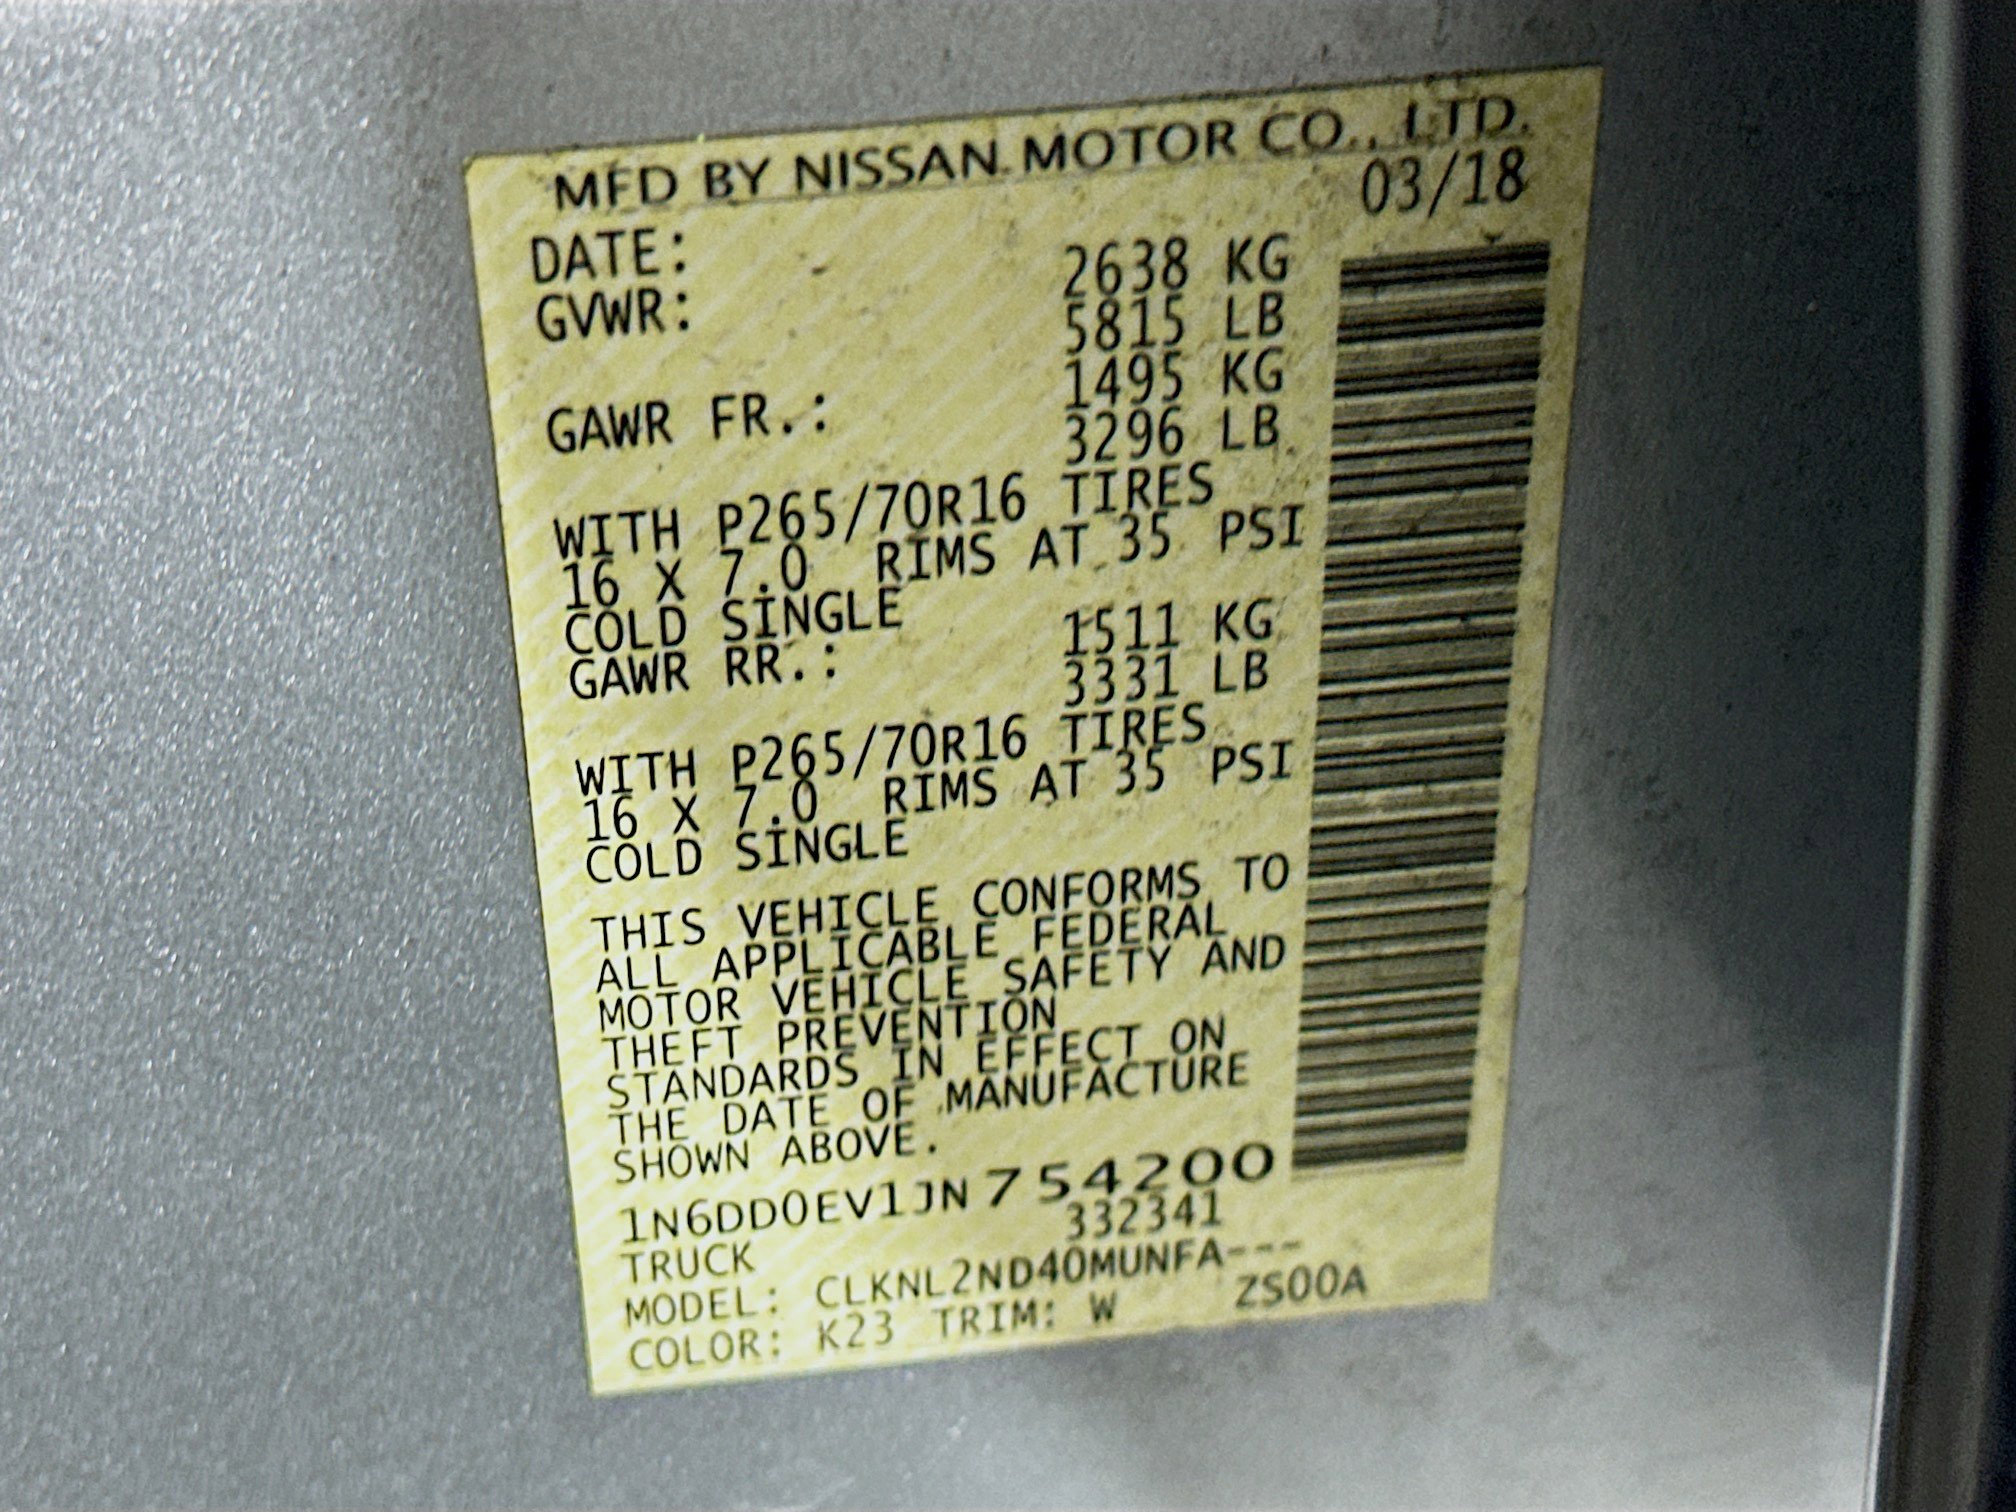 MFD BY NISSAN MOTOR CO., LTD.
DATE: 03/18
GVWR: 2638 KG
5815 LB
GAWR FR.: 1495 KG
3296 LB
WITH P265/70R16 TIRES
16 X 7.0 RIMS AT 35 PSI
COLD SINGLE
GAWR RR.: 1511 KG
3331 LB
WITH P265/70R16 TIRES
16 X 7.0 RIMS AT 35 PSI
COLD SINGLE
THIS VEHICLE CONFORMS TO
ALL APPLICABLE FEDERAL
MOTOR VEHICLE SAFETY AND
THEFT PREVENTION
STANDARDS IN EFFECT ON
THE DATE OF MANUFACTURE
SHOWN ABOVE.
1N6DD0EV1JN754200
TRUCK 332341
MODEL: CLKNL2ND40MUNFA---
COLOR: K23 TRIM: W ZS00A